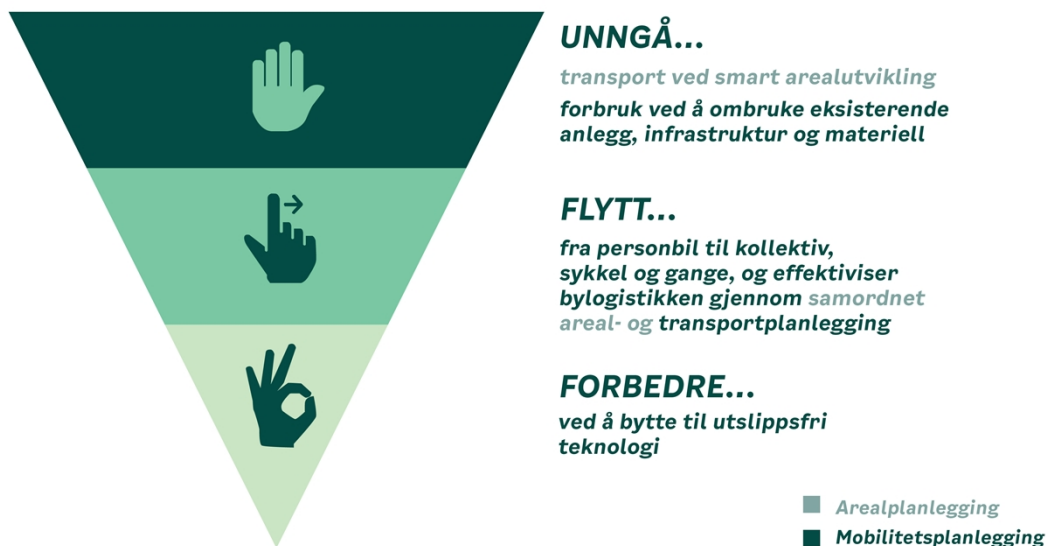 UNNGÅ...
transport ved smart arealutvikling
forbruk ved å ombruke eksisterende
anlegg, infrastruktur og materiell
FLYTT...
fra personbil til kollektiv,
sykkel og gange, og effektiviser
bylogistikken gjennom samordnet
areal- og transportplanlegging
FORBEDRE...
ved å bytte til utslippsfri
teknologi
Arealplanlegging
Mobilitetsplanlegging